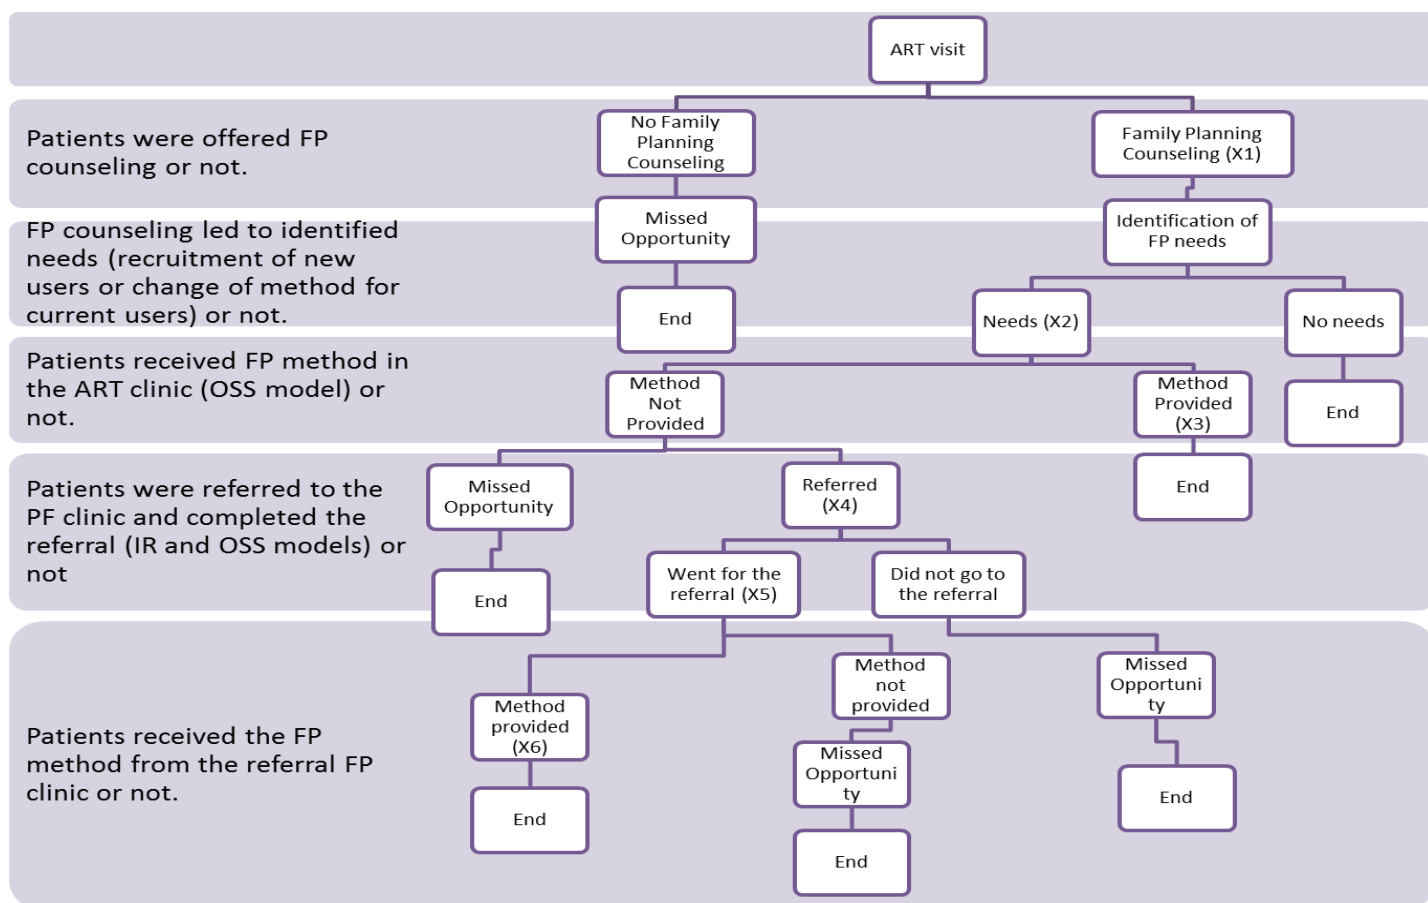 ART visit
Patients were offered FP
counseling or not.
No Family
Planning
Counseling
Family Planning
Counseling (X1)
FP counseling led to identified
needs (recruitment of new
users or change of method for
current users) or not.
Missed
Opportunity
Identification of
FP needs
End
Needs (X2)
No needs
Patients received FP method in
the ART clinic (OSS model) or
not.
Method
Not
Provided
Method
Provided
(X3)
End
Patients were referred to the
PF clinic and completed the
referral (IR and OSS models) or
not
Missed
Opportunity
Referred
(X4)
End
End
Went for the
referral (X5)
Did not go to
the referral
Patients received the FP
method from the referral FP
clinic or not.
Method
provided
(X6)
Method
not
provided
Missed
Opportuni
ty
End
Missed
Opportuni
ty
End
End